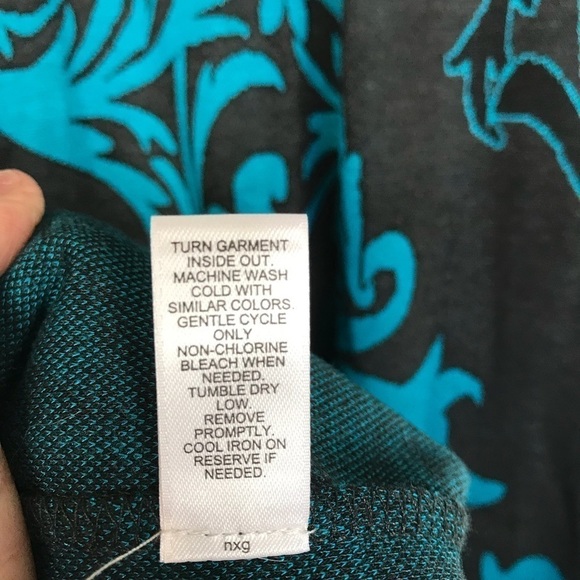 TURN GARMENT
INSIDE OUT.
MACHINE WASH
COLD WITH
SIMILAR COLORS.
GENTLE CYCLE
ONLY
NON-CHLORINE
BLEACH WHEN
NEEDED.
TUMBLE DRY
LOW.
REMOVE
PROMPTLY.
COOL IRON ON
RESERVE IF
NEEDED.
nxg